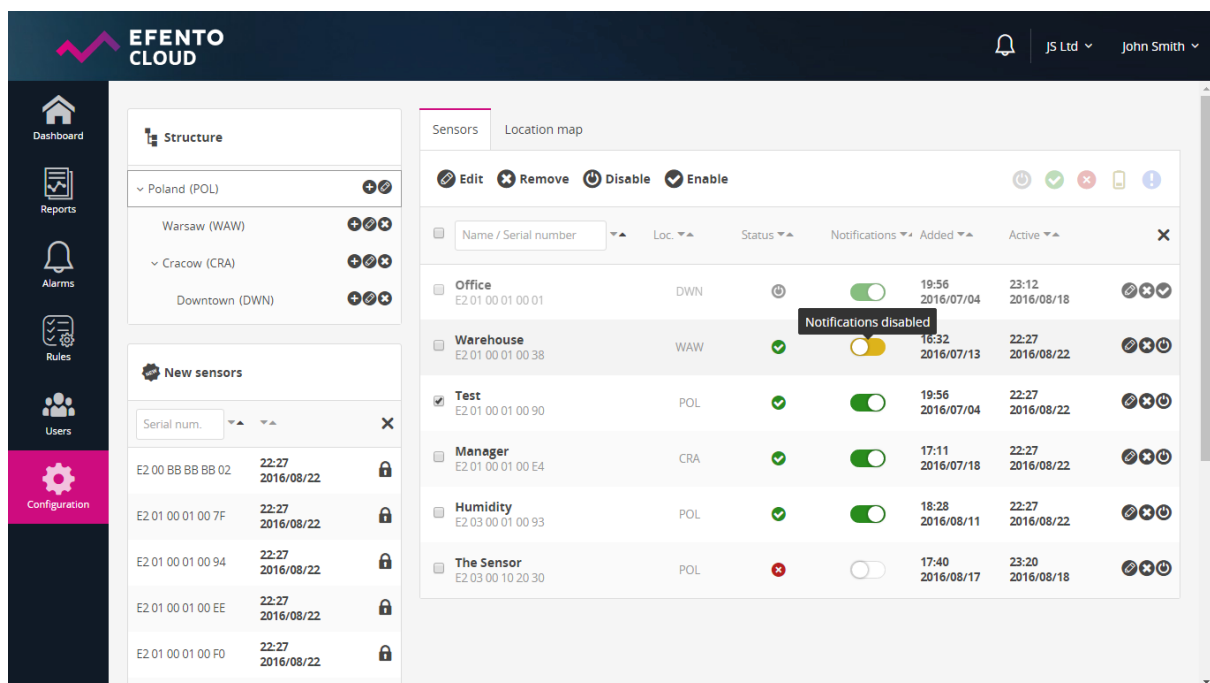 EFENTO
CLOUD
JS Ltd
John Smith
Dashboard
Reports
Alarms
Rules
Users
Configuration
Structure
Poland (POL)
Warsaw (WAW)
Cracow (CRA)
Downtown (DWN)
New sensors
Serial num.
E2 00 BB BB BB 02 22:27
2016/08/22
E2 01 00 01 00 7F 22:27
2016/08/22
E2 01 00 01 00 94 22:27
2016/08/22
E2 01 00 01 00 EE 22:27
2016/08/22
E2 01 00 01 00 F0 22:27
2016/08/22
Sensors Location map
Edit Remove Disable Enable
Name / Serial number Loc. Status Notifications Added Active
Office DWN 19:56 23:12
E2 01 00 01 00 01 2016/07/04 2016/08/18
Notifications disabled
Warehouse WAW 16:32 22:27
E2 01 00 01 00 38 2016/07/13 2016/08/22
Test POL 19:56 22:27
E2 01 00 01 00 90 2016/07/04 2016/08/22
Manager CRA 17:11 22:27
E2 01 00 01 00 E4 2016/07/18 2016/08/22
Humidity POL 18:28 22:27
E2 03 00 01 00 93 2016/08/11 2016/08/22
The Sensor POL 17:40 23:20
E2 03 00 10 20 30 2016/08/17 2016/08/18